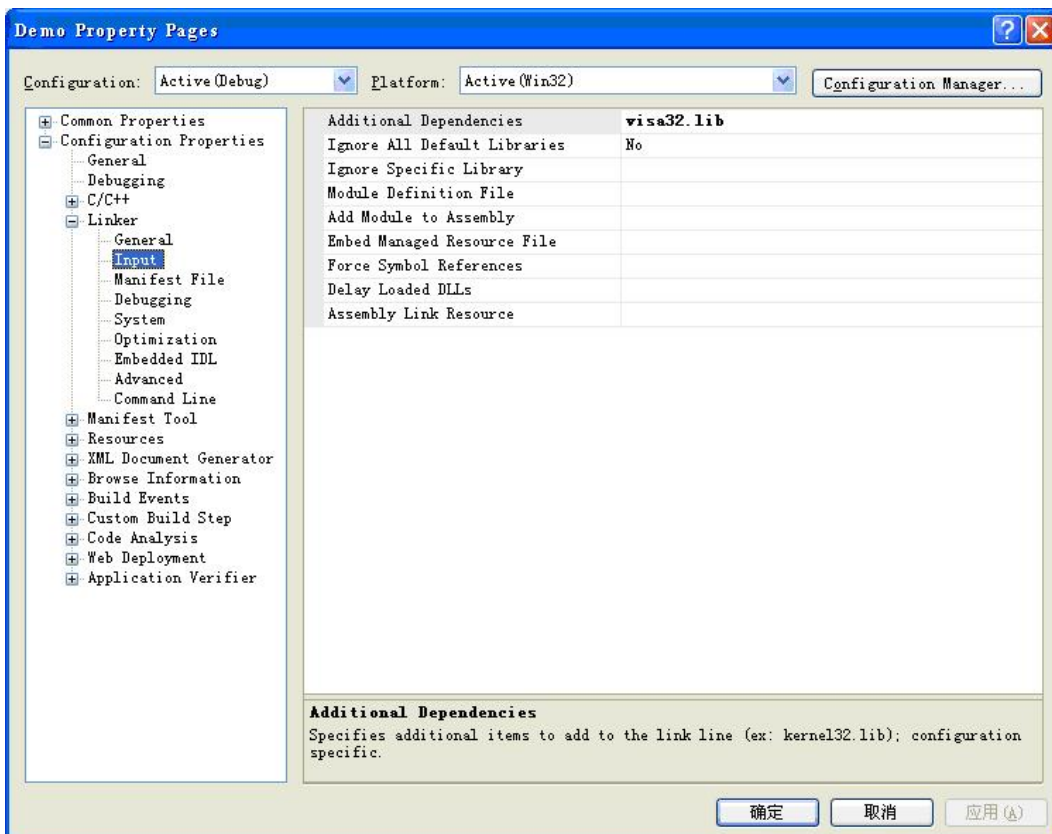 Demo Property Pages
Configuration: Active(Debug) Platform: Active(Win32) Configuration Manager...
Common Properties
Configuration Properties
General
Debugging
C/C++
Linker
General
Input
Manifest File
Debugging
System
Optimization
Embedded IDL
Advanced
Command Line
Manifest Tool
Resources
XML Document Generator
Browse Information
Build Events
Custom Build Step
Code Analysis
Web Deployment
Application Verifier
Additional Dependencies visa32.lib
Ignore All Default Libraries No
Ignore Specific Library
Module Definition File
Add Module to Assembly
Embed Managed Resource File
Force Symbol References
Delay Loaded DLLs
Assembly Link Resource
Additional Dependencies
Specifies additional items to add to the link line (ex: kernel32.lib); configuration
specific.
确定 取消 应用(A)